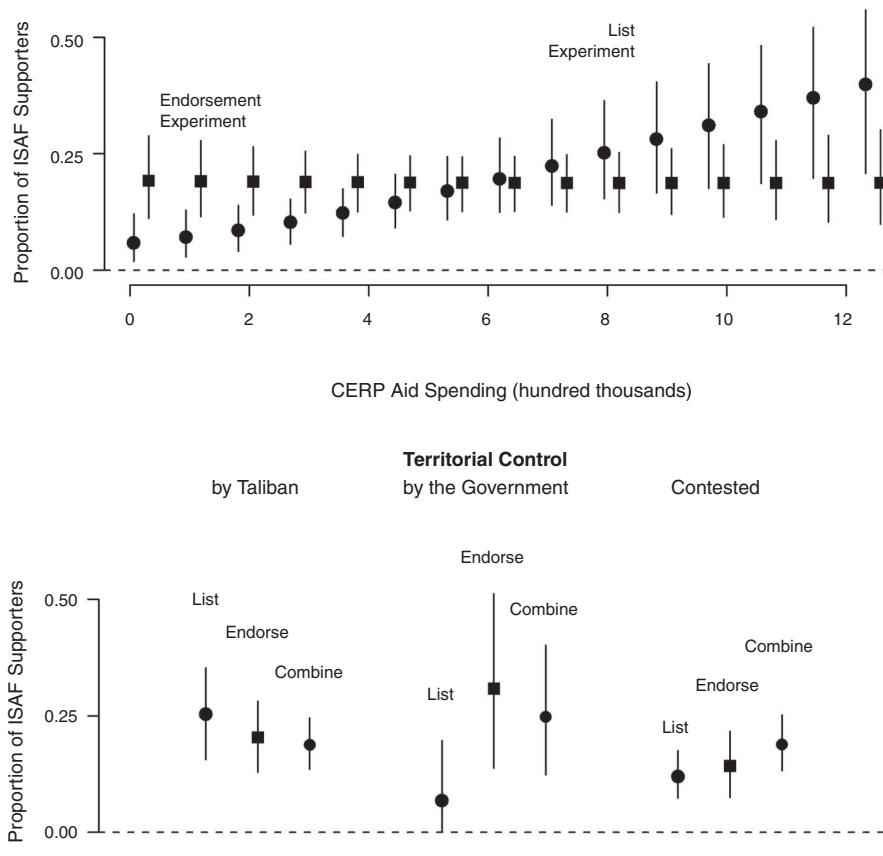 Proportion of ISAF Supporters
0.50
0.25
0.00
List
Experiment
Endorsement
Experiment
0 2 4 6 8 10 12
CERP Aid Spending (hundred thousands)
Territorial Control
by Taliban by the Government Contested
Proportion of ISAF Supporters
0.50
0.25
0.00
List
Endorse
Combine
List
Endorse
Combine
List
Endorse
Combine